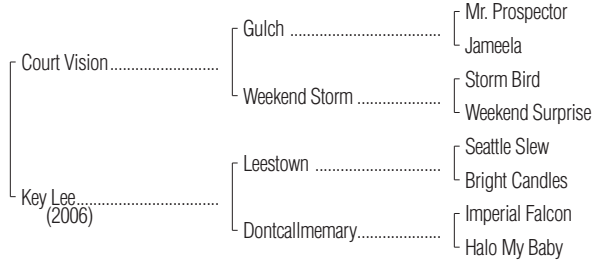 Mr. Prospector
Gulch ........................................
Jameela
Court Vision............................
Storm Bird
Weekend Storm ......................
Weekend Surprise
Seattle Slew
Leestown ...................................
Bright Candles
Key Lee.....................................
(2006)
Imperial Falcon
Dontcallmemary......................
Halo My Baby